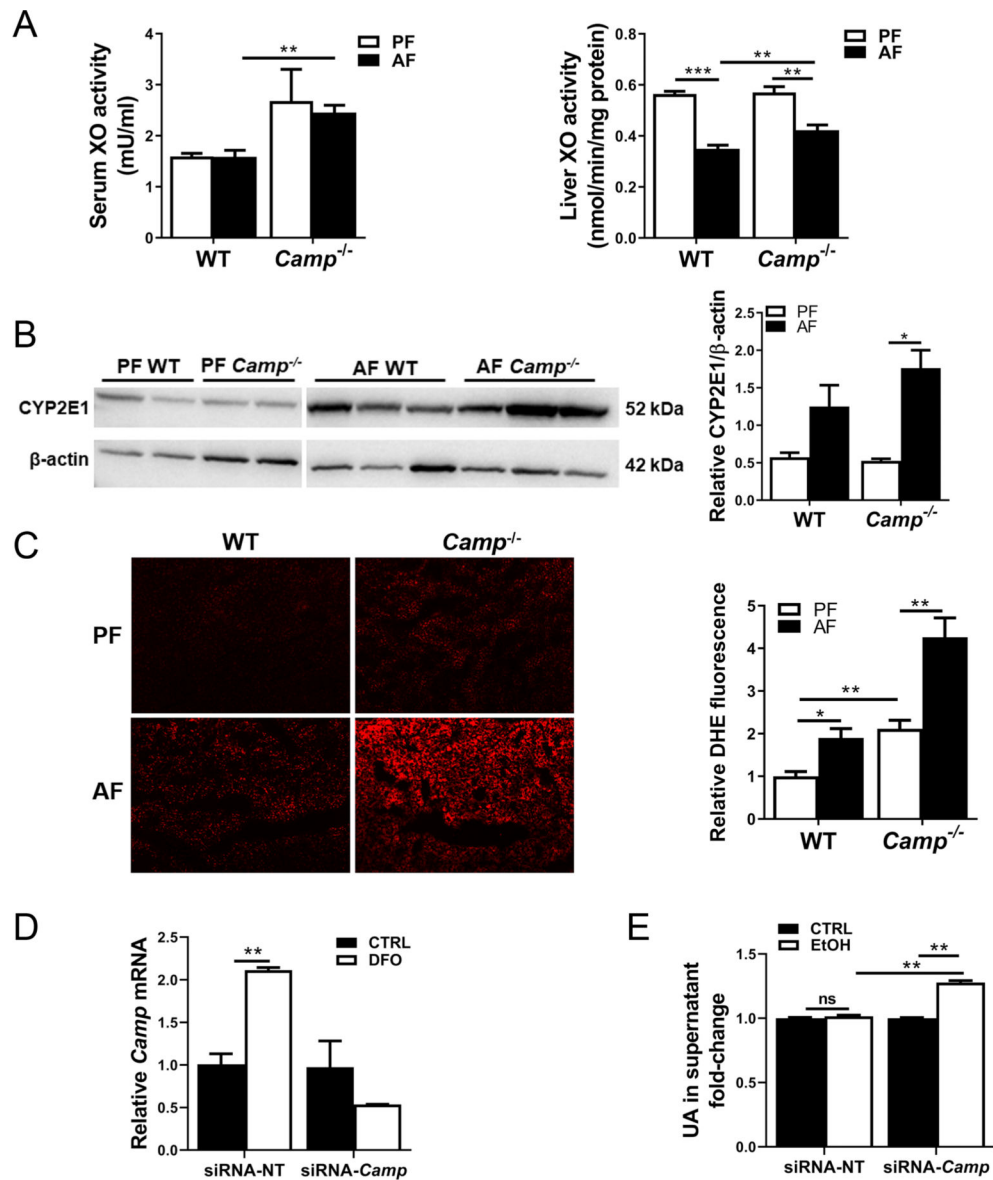 A
Serum XO activity
(mU/ml)
4
3
2
1
0
**
PF
AF
WT
Camp-/-
Liver XO activity
(nmol/min/mg protein)
0.8
0.6
0.4
0.2
0.0
***
**
**
PF
AF
WT
Camp-/-
B
PF WT
PF Camp-/-
AF WT
AF Camp-/-
CYP2E1
52 kDa
β-actin
42 kDa
Relative CYP2E1/β-actin
2.5
2.0
1.5
1.0
0.5
0.0
PF
AF
*
WT
Camp-/-
C
WT
Camp-/-
PF
AF
Relative DHE fluorescence
5
4
3
2
1
0
PF
AF
*
**
**
WT
Camp-/-
D
Relative Camp mRNA
2.5
2.0
1.5
1.0
0.5
0.0
**
CTRL
DFO
siRNA-NT
siRNA-Camp
E
UA in supernatant
fold-change
1.5
1.0
0.5
0.0
CTRL
EtOH
ns
**
**
siRNA-NT
siRNA-Camp